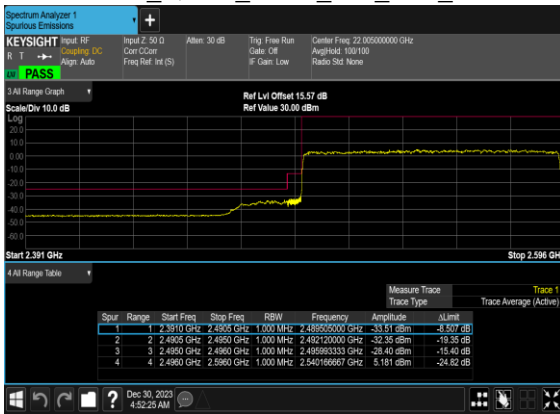 Spectrum Analyzer 1
Spurious Emissions
KEYSIGHT Input: RF Input Z: 50 Ω Atten: 30 dB Trig: Free Run Center Freq: 22.005000000 GHz
R T Coupling: DC Corr CCorr Gate: Off Avg|Hold: 100/100
Align: Auto Freq Ref: Int (S) IF Gain: Low Radio Std: None
PASS
3 All Range Graph
Ref Lvl Offset 15.57 dB
Scale/Div 10.0 dB Ref Value 30.00 dBm
Log
20.0
10.0
0.00
-10.0
-20.0
-30.0
-40.0
-50.0
-60.0
Start 2.391 GHz Stop 2.596 GH
4 All Range Table
Measure Trace Trace 1
Trace Type Trace Average (Active)
Spur Range Start Freq Stop Freq RBW Frequency Amplitude ΔLimit
1 1 2.3910 GHz 2.4905 GHz 1.000 MHz 2.489505000 GHz -33.51 dBm -8.507 dB
2 2 2.4905 GHz 2.4950 GHz 1.000 MHz 2.492120000 GHz -32.35 dBm -19.35 dB
3 3 2.4950 GHz 2.4960 GHz 1.000 MHz 2.495993333 GHz -28.40 dBm -15.40 dB
4 4 2.4960 GHz 2.5960 GHz 1.000 MHz 2.540166667 GHz 5.181 dBm -24.82 dB
Dec 30, 2023
4:52:25 AM